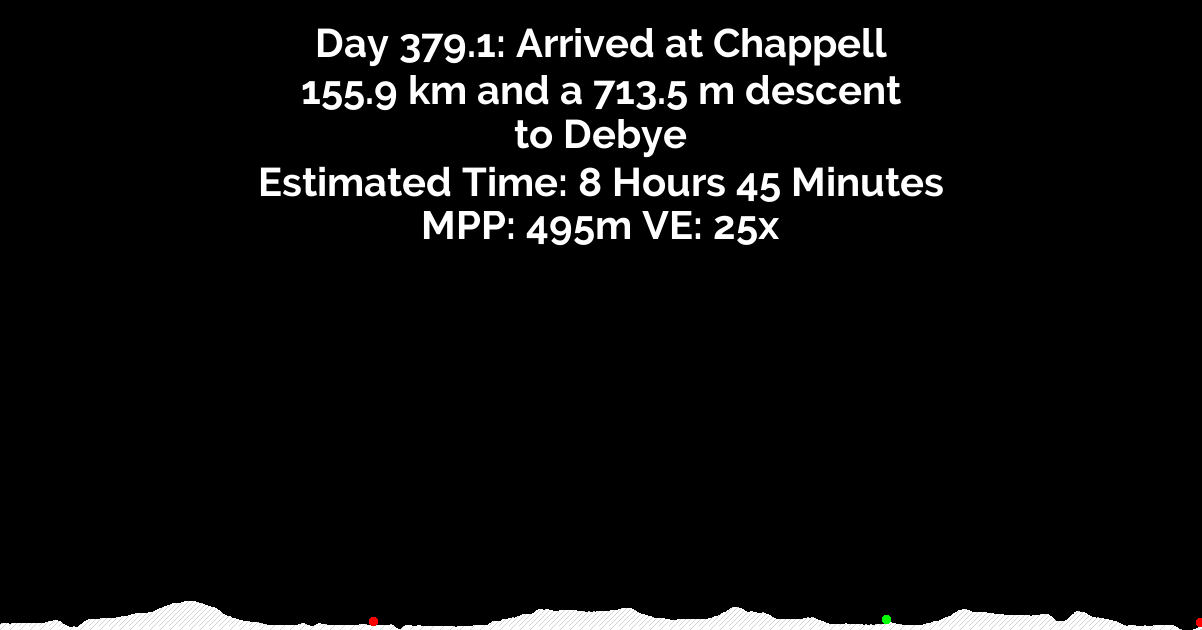 Day 379.1: Arrived at Chappell
155.9 km and a 713.5 m descent
to Debye
Estimated Time: 8 Hours 45 Minutes
MPP: 495m VE: 25x